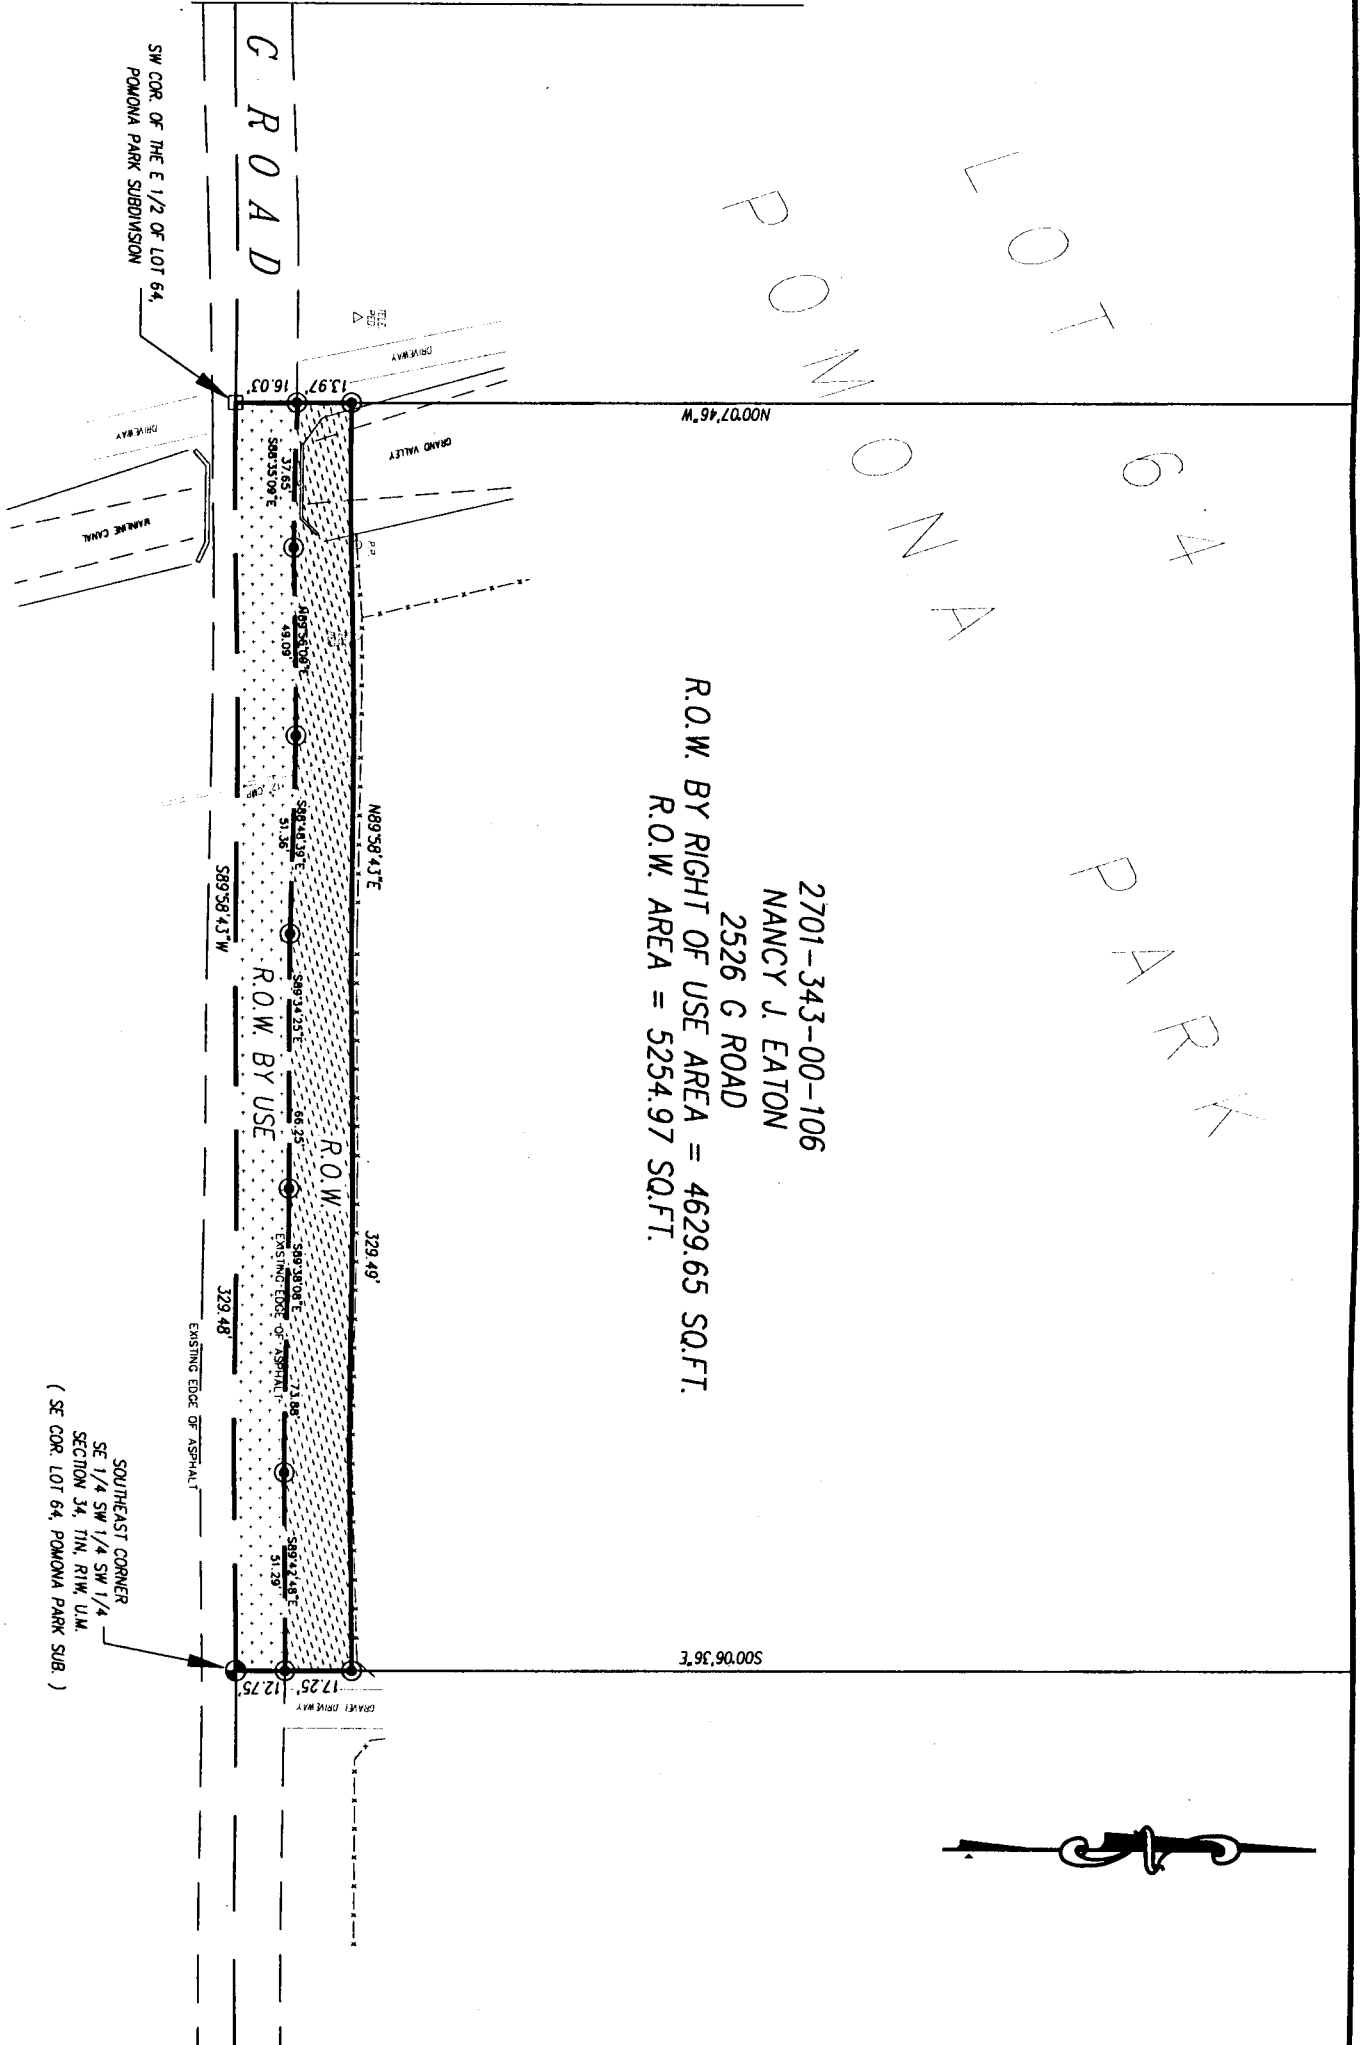 LOT 64
POMONA PARK
2701-343-00-106
NANCY J. EATON
2526 G ROAD
R.O.W. BY RIGHT OF USE AREA = 4629.65 SQ.FT.
R.O.W. AREA = 5254.97 SQ.FT.
N00°07'46"W
S00°06'36"E
TELE.
PED.
DRIVEWAY
GRAND VALLEY
P.P.
N89°58'43"E
329.49'
13.97'
16.03'
17.25'
12.75'
GRAVEL DRIVEWAY
R.O.W.
37.65'
S88°35'09"E
N89°56'08"E
49.09'
S88°48'39"E
51.36'
S89°34'25"E
66.25'
S89°38'08"E
73.88'
EXISTING EDGE OF ASPHALT
S89°42'48"E
51.29'
12" CMP
G ROAD
R.O.W. BY USE
S89°58'43"W
329.48'
EXISTING EDGE OF ASPHALT
DRIVEWAY
MAINLINE CANAL
SW COR. OF THE E 1/2 OF LOT 64,
POMONA PARK SUBDIVISION
SOUTHEAST CORNER
SE 1/4 SW 1/4 SW 1/4
SECTION 34, T1N, R1W, U.M.
( SE COR. LOT 64, POMONA PARK SUB. )